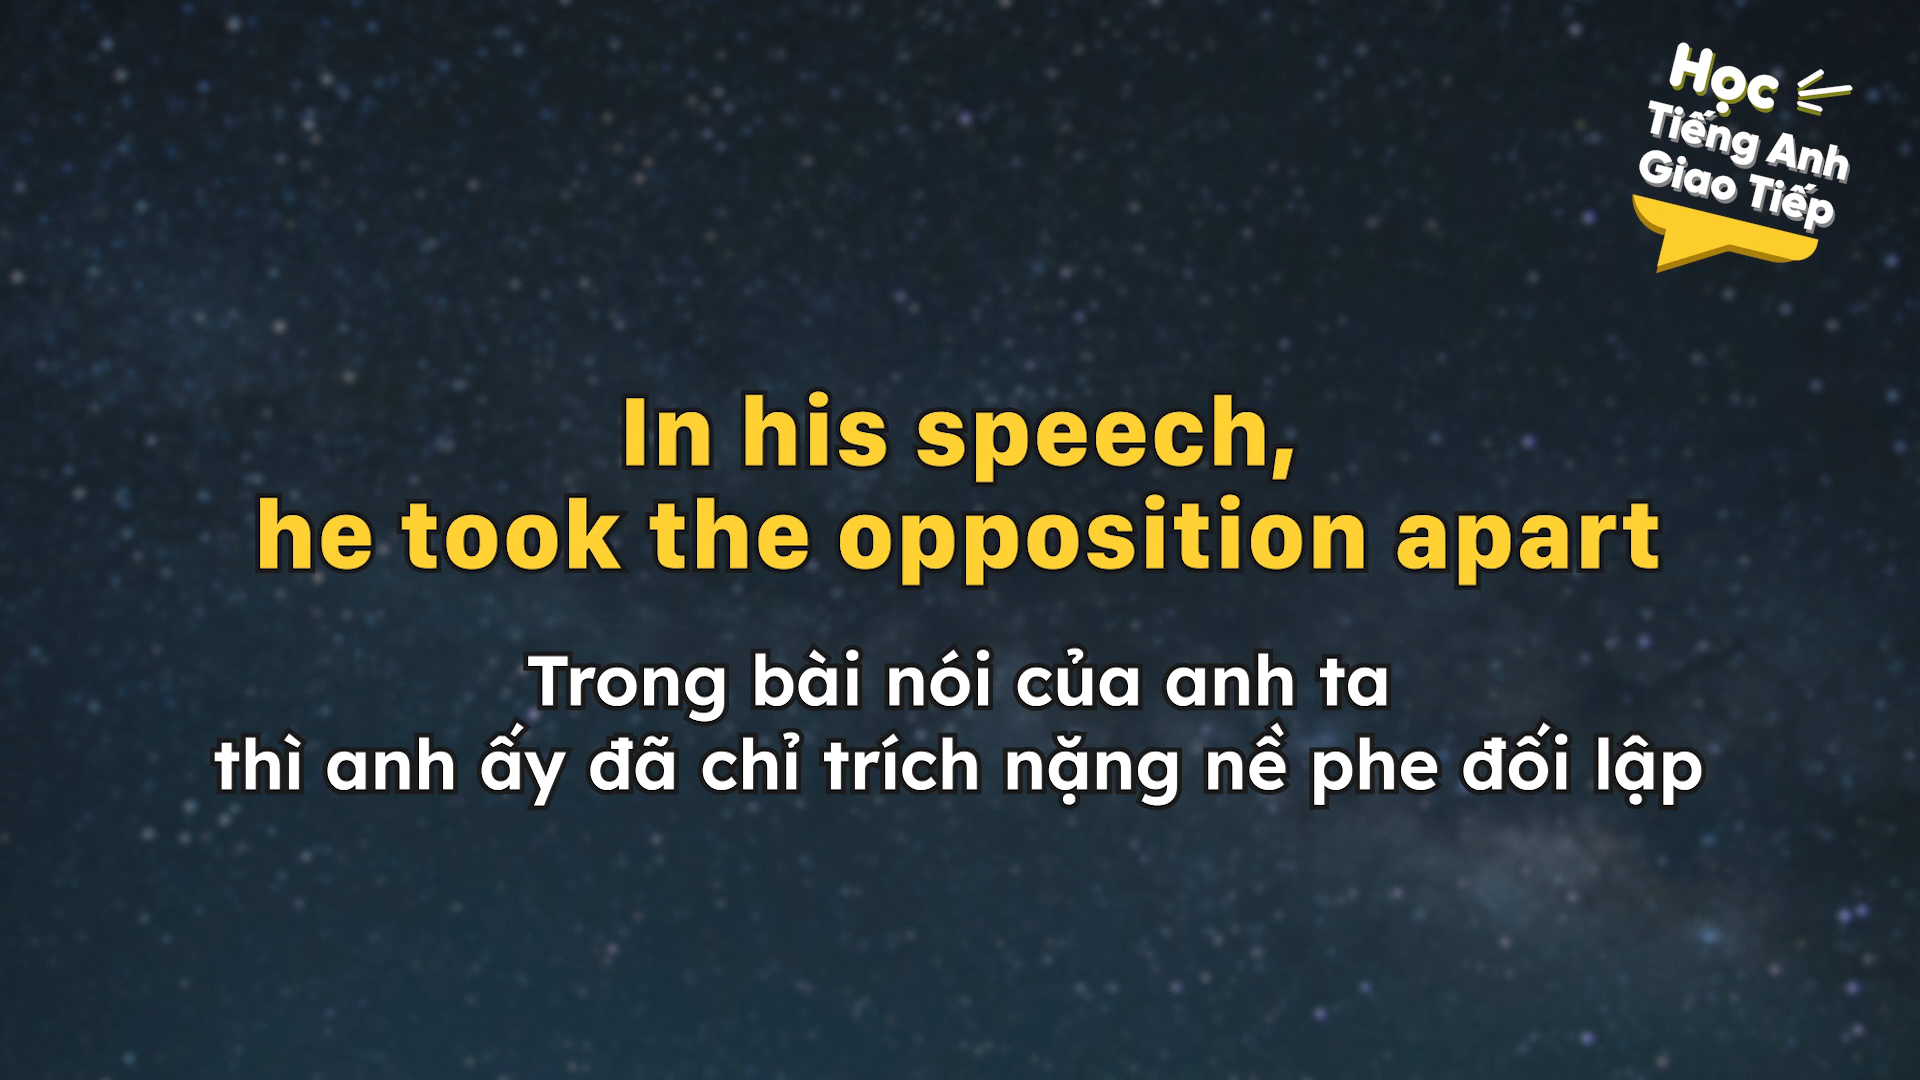 Học
Tiếng Anh
Giao Tiếp
In his speech,
he took the opposition apart
Trong bài nói của anh ta
thì anh ấy đã chỉ trích nặng nề phe đối lập